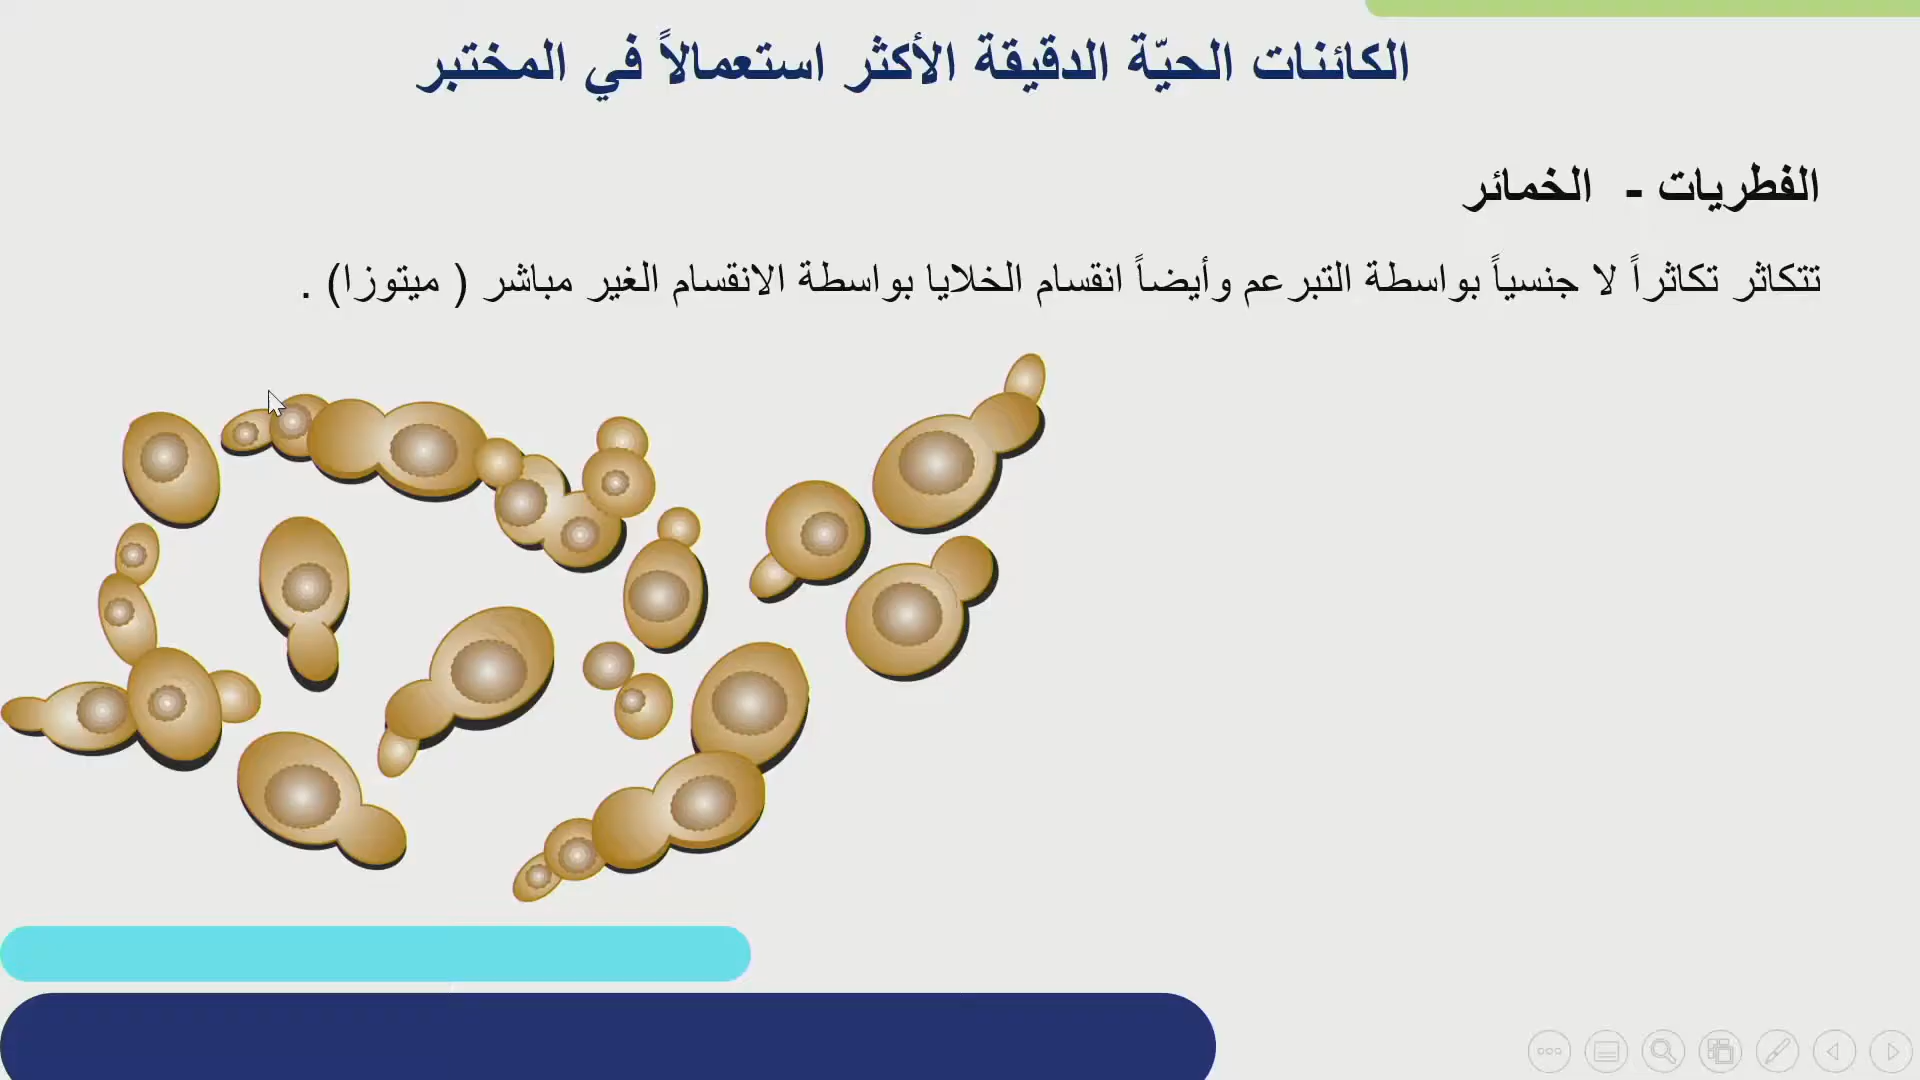 الكائنات الحيّة الدقيقة الأكثر استعمالاً في المختبر
الفطريات - الخمائر
تتكاثر تكاثراً لا جنسياً بواسطة التبرعم وأيضاً انقسام الخلايا بواسطة الانقسام الغير مباشر ( ميتوزا) .